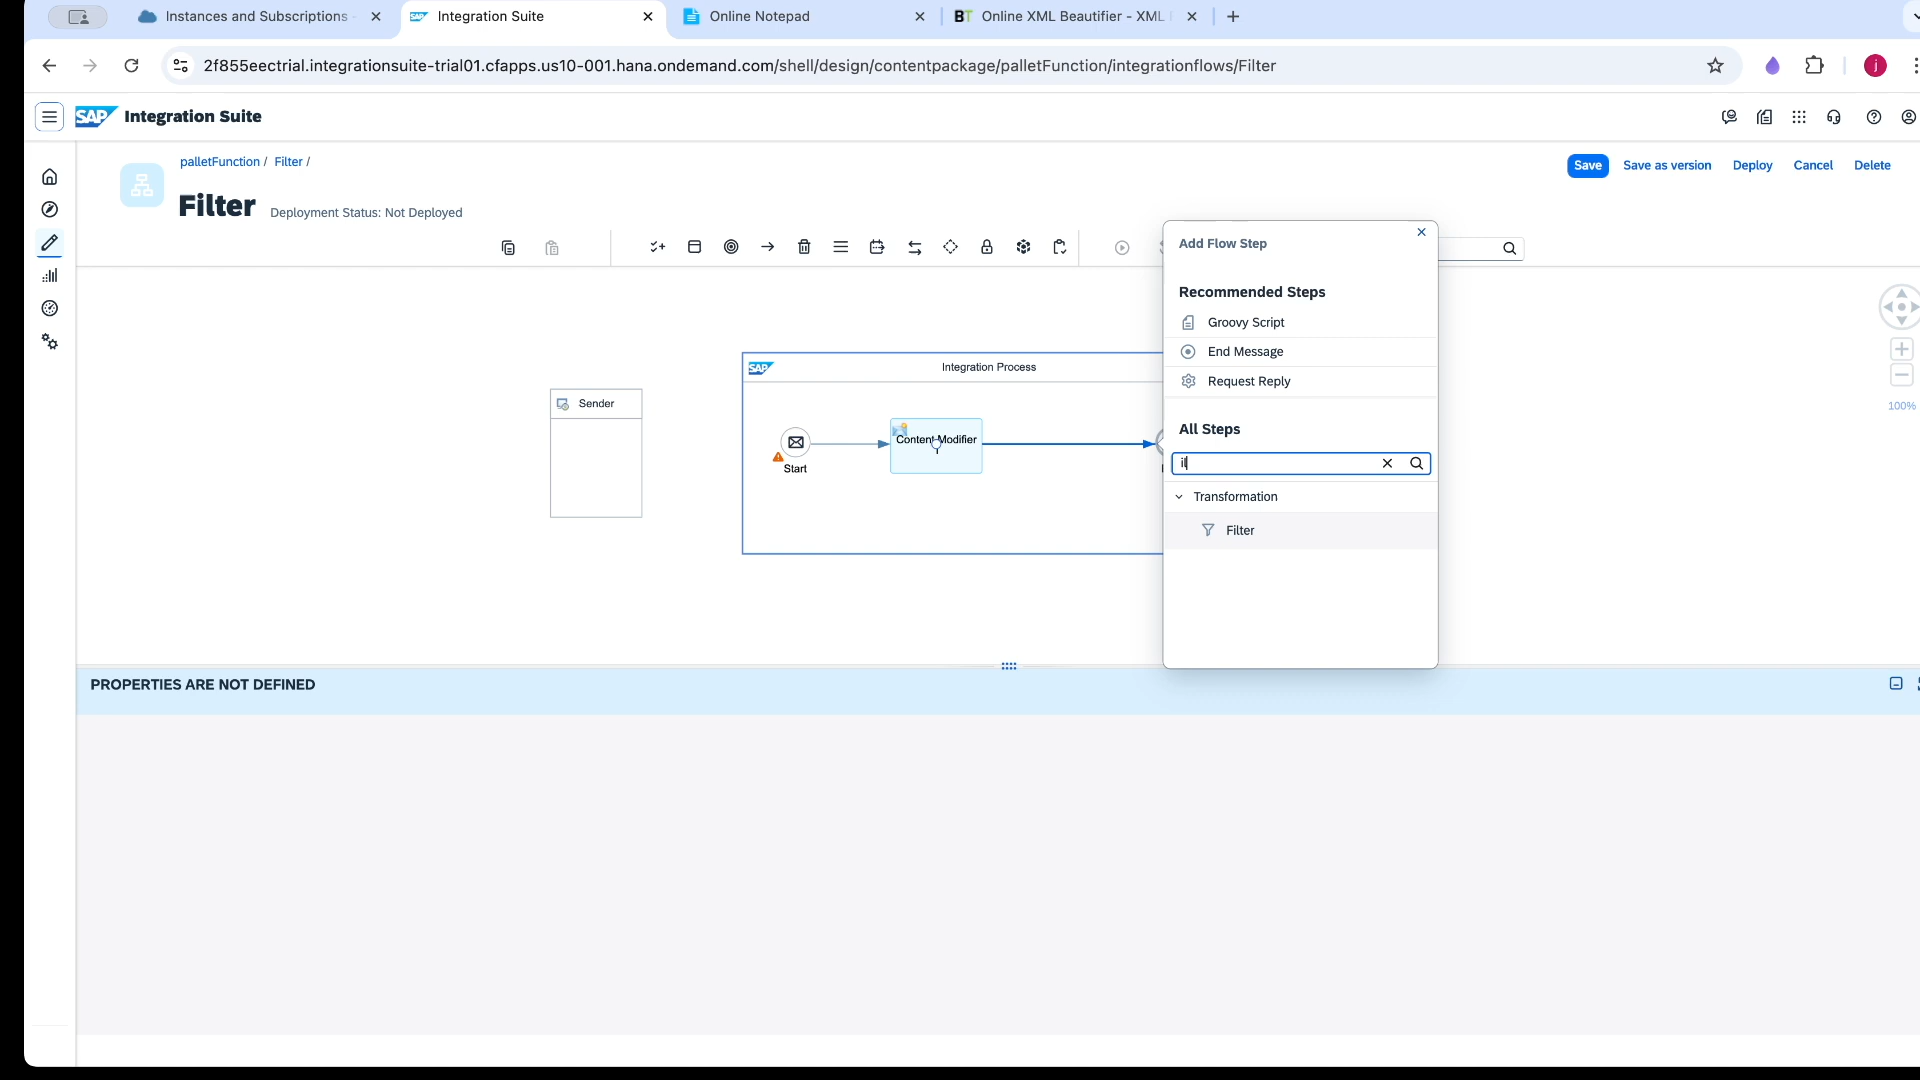 Instances and Subscriptions
Integration Suite
Online Notepad
BT Online XML Beautifier - XML
2f855eectrial.integrationsuite-trial01.cfapps.us10-001.hana.ondemand.com/shell/design/contentpackage/palletFunction/integrationflows/Filter
j
SAP Integration Suite
palletFunction / Filter /
Save Save as version Deploy Cancel Delete
Filter Deployment Status: Not Deployed
Add Flow Step
Recommended Steps
Groovy Script
End Message
Request Reply
All Steps
il
Transformation
Filter
SAP Integration Process
Sender
Content Modifier
Start
100%
PROPERTIES ARE NOT DEFINED